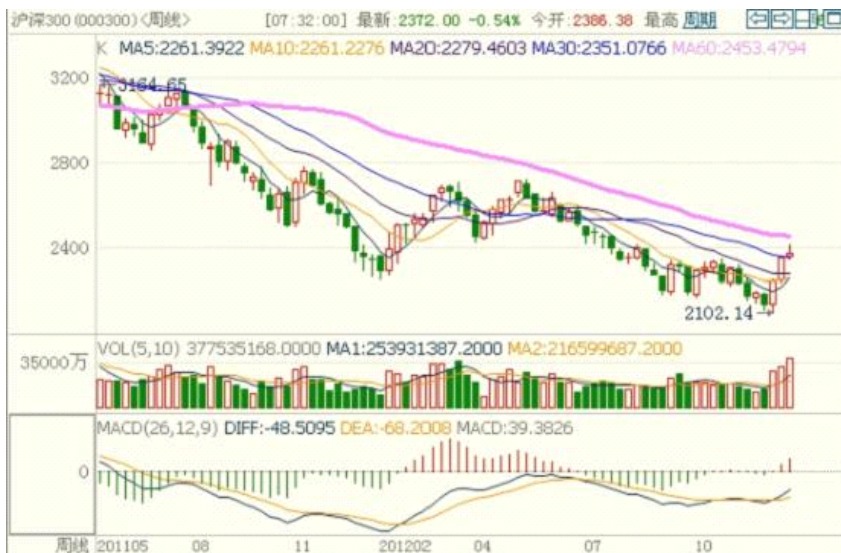 沪深300(000300)<周线> [07:32:00] 最新:2372.00 -0.54% 今开:2386.38 最高 周期
K MA5:2261.3922 MA10:2261.2276 MA20:2279.4603 MA30:2351.0766 MA60:2453.4794
3164.65
3200
2800
2400
2102.14→
VOL(5,10) 377535168.0000 MA1:253931387.2000 MA2:216599687.2000
35000万
MACD(26,12,9) DIFF:-48.5095 DEA:-68.2008 MACD:39.3826
0
周线 201105 08 11 201202 04 07 10